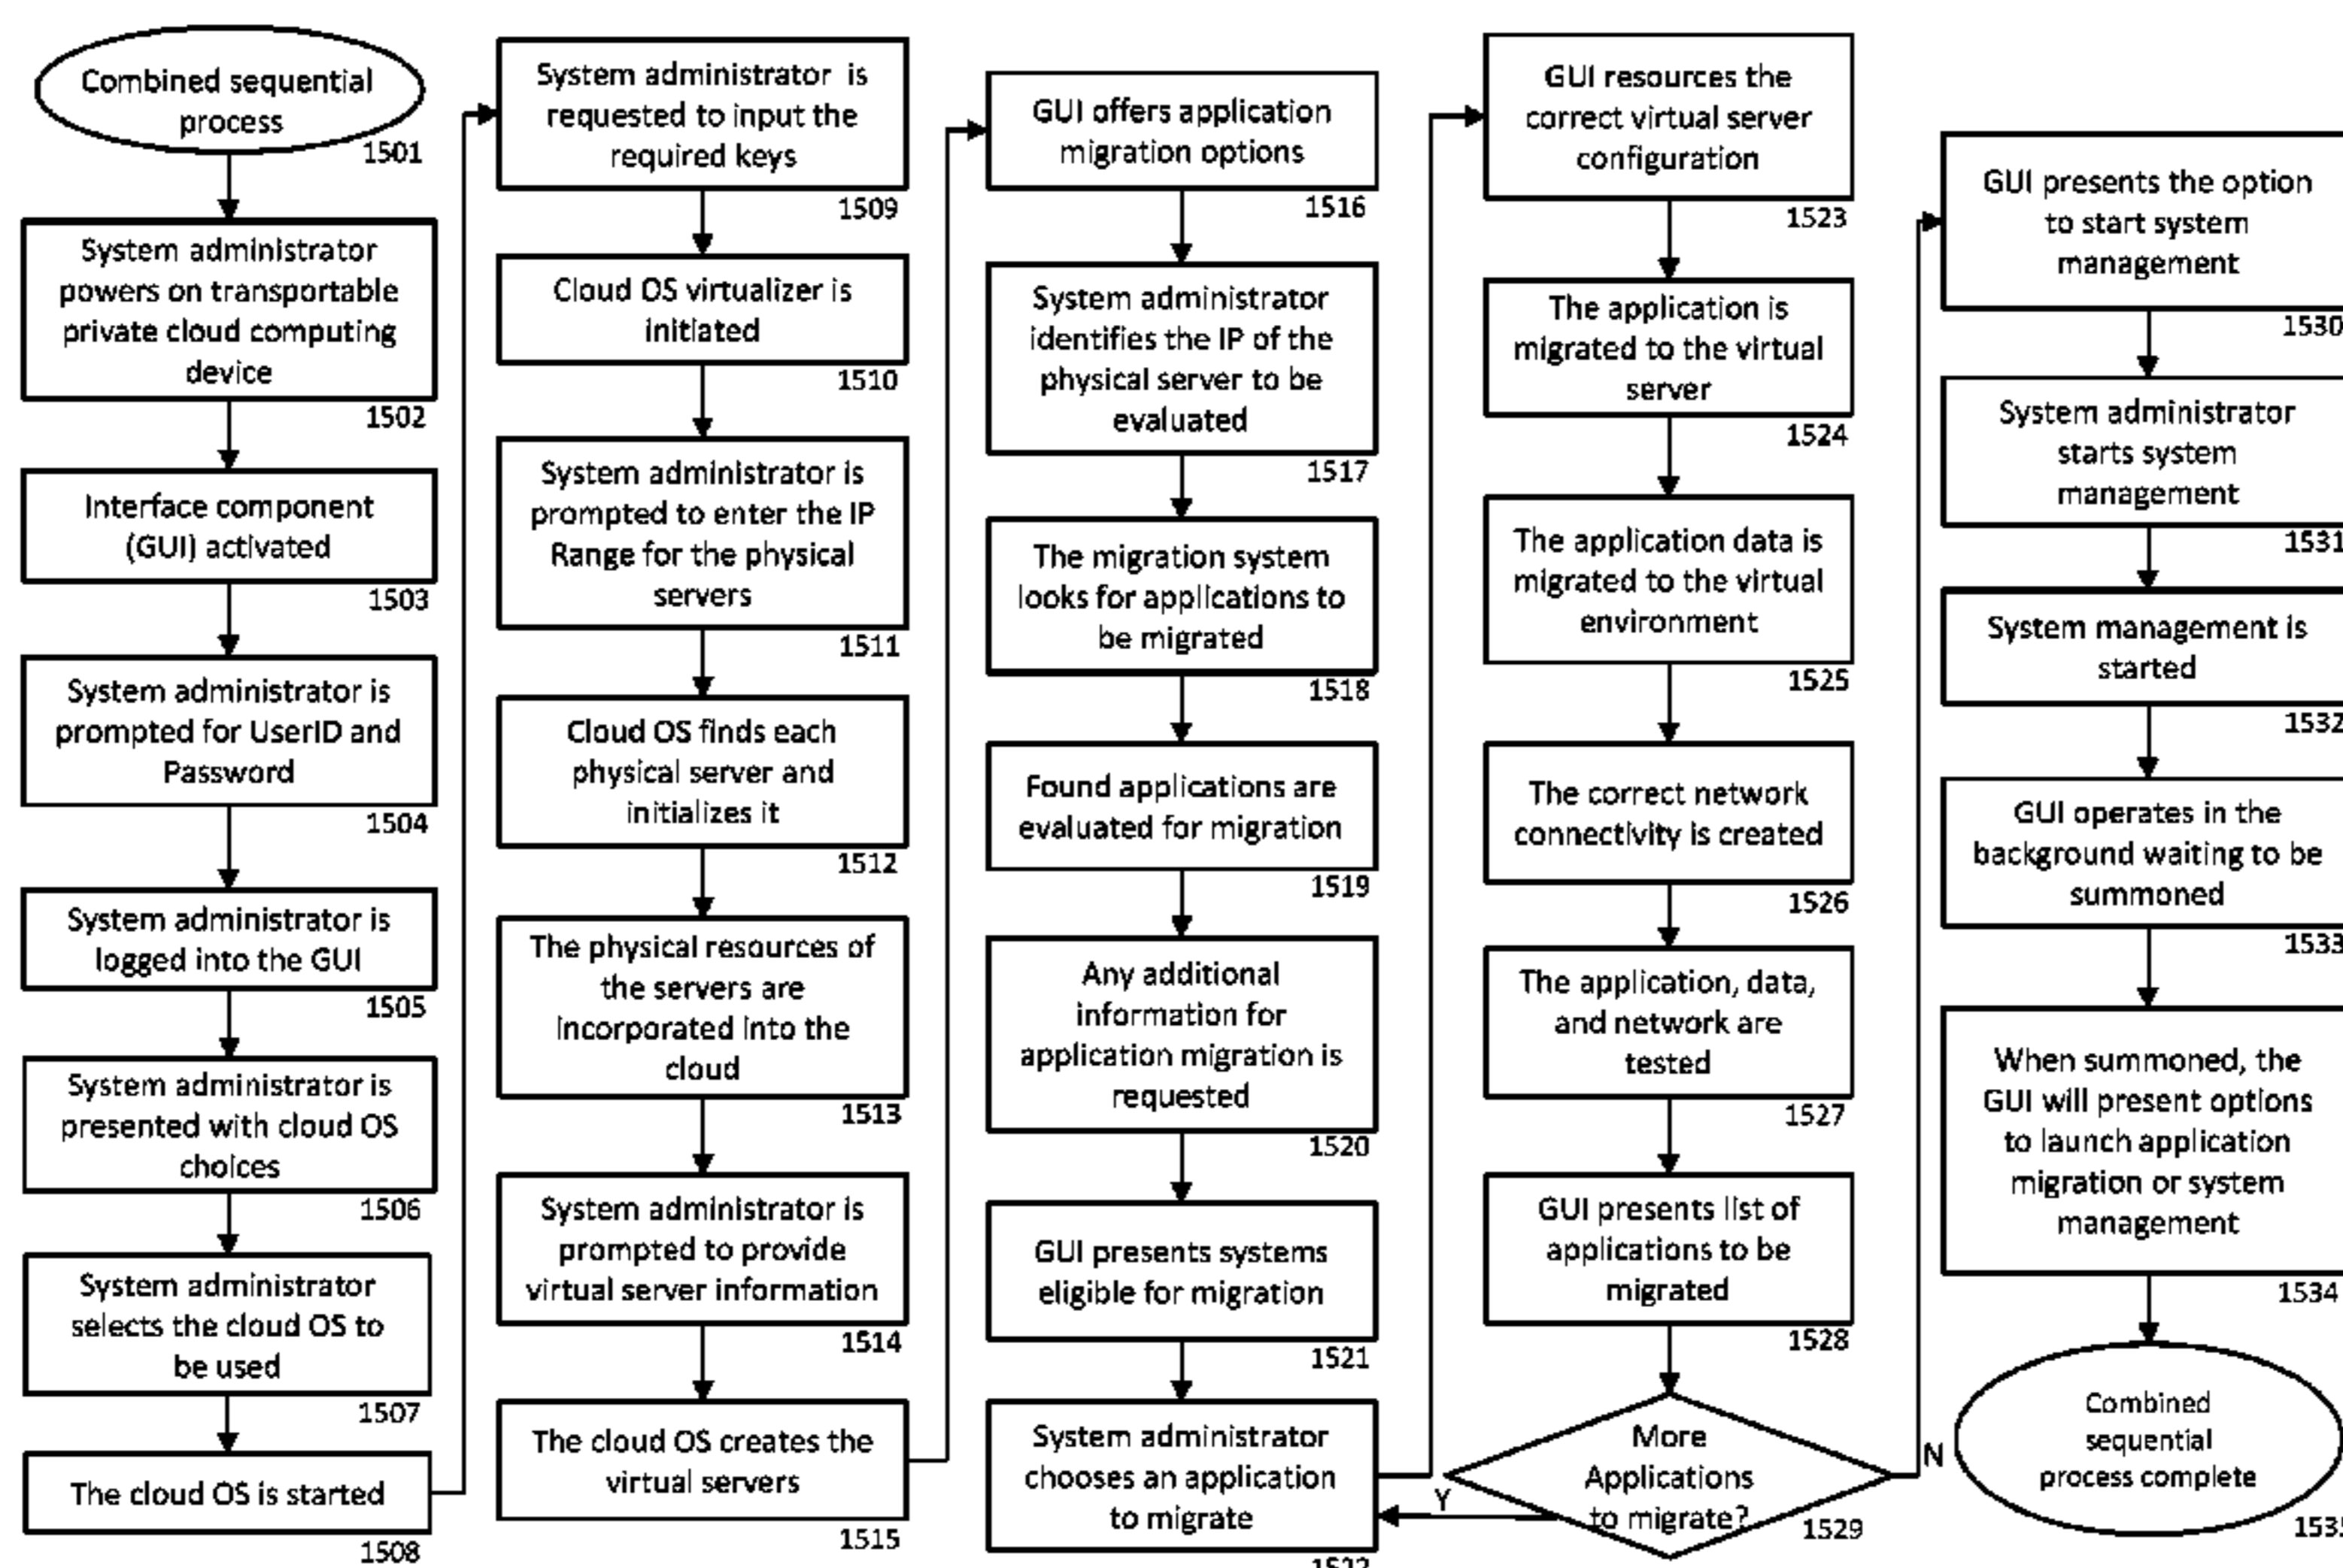 Combined sequential
process
1501
System administrator
powers on transportable
private cloud computing
device
1502
Interface component
(GUI) activated
1503
System administrator is
prompted for UserID and
Password
1504
System administrator is
logged into the GUI
1505
System administrator is
presented with cloud OS
choices
1506
System administrator
selects the cloud OS to
be used
1507
The cloud OS is started
1508
System administrator is
requested to input the
required keys
1509
Cloud OS virtualizer is
initiated
1510
System administrator is
prompted to enter the IP
Range for the physical
servers
1511
Cloud OS finds each
physical server and
initializes it
1512
The physical resources of
the servers are
incorporated into the
cloud
1513
System administrator is
prompted to provide
virtual server information
1514
The cloud OS creates the
virtual servers
1515
GUI offers application
migration options
1516
System administrator
identifies the IP of the
physical server to be
evaluated
1517
The migration system
looks for applications to
be migrated
1518
Found applications are
evaluated for migration
1519
Any additional
information for
application migration is
requested
1520
GUI presents systems
eligible for migration
1521
System administrator
chooses an application
to migrate
1522
GUI resources the
correct virtual server
configuration
1523
The application is
migrated to the virtual
server
1524
The application data is
migrated to the virtual
environment
1525
The correct network
connectivity is created
1526
The application, data,
and network are
tested
1527
GUI presents list of
applications to be
migrated
1528
More
Applications
to migrate?
1529
Y
N
GUI presents the option
to start system
management
1530
System administrator
starts system
management
1531
System management is
started
1532
GUI operates in the
background waiting to be
summoned
1533
When summoned, the
GUI will present options
to launch application
migration or system
management
1534
Combined
sequential
process complete
1535